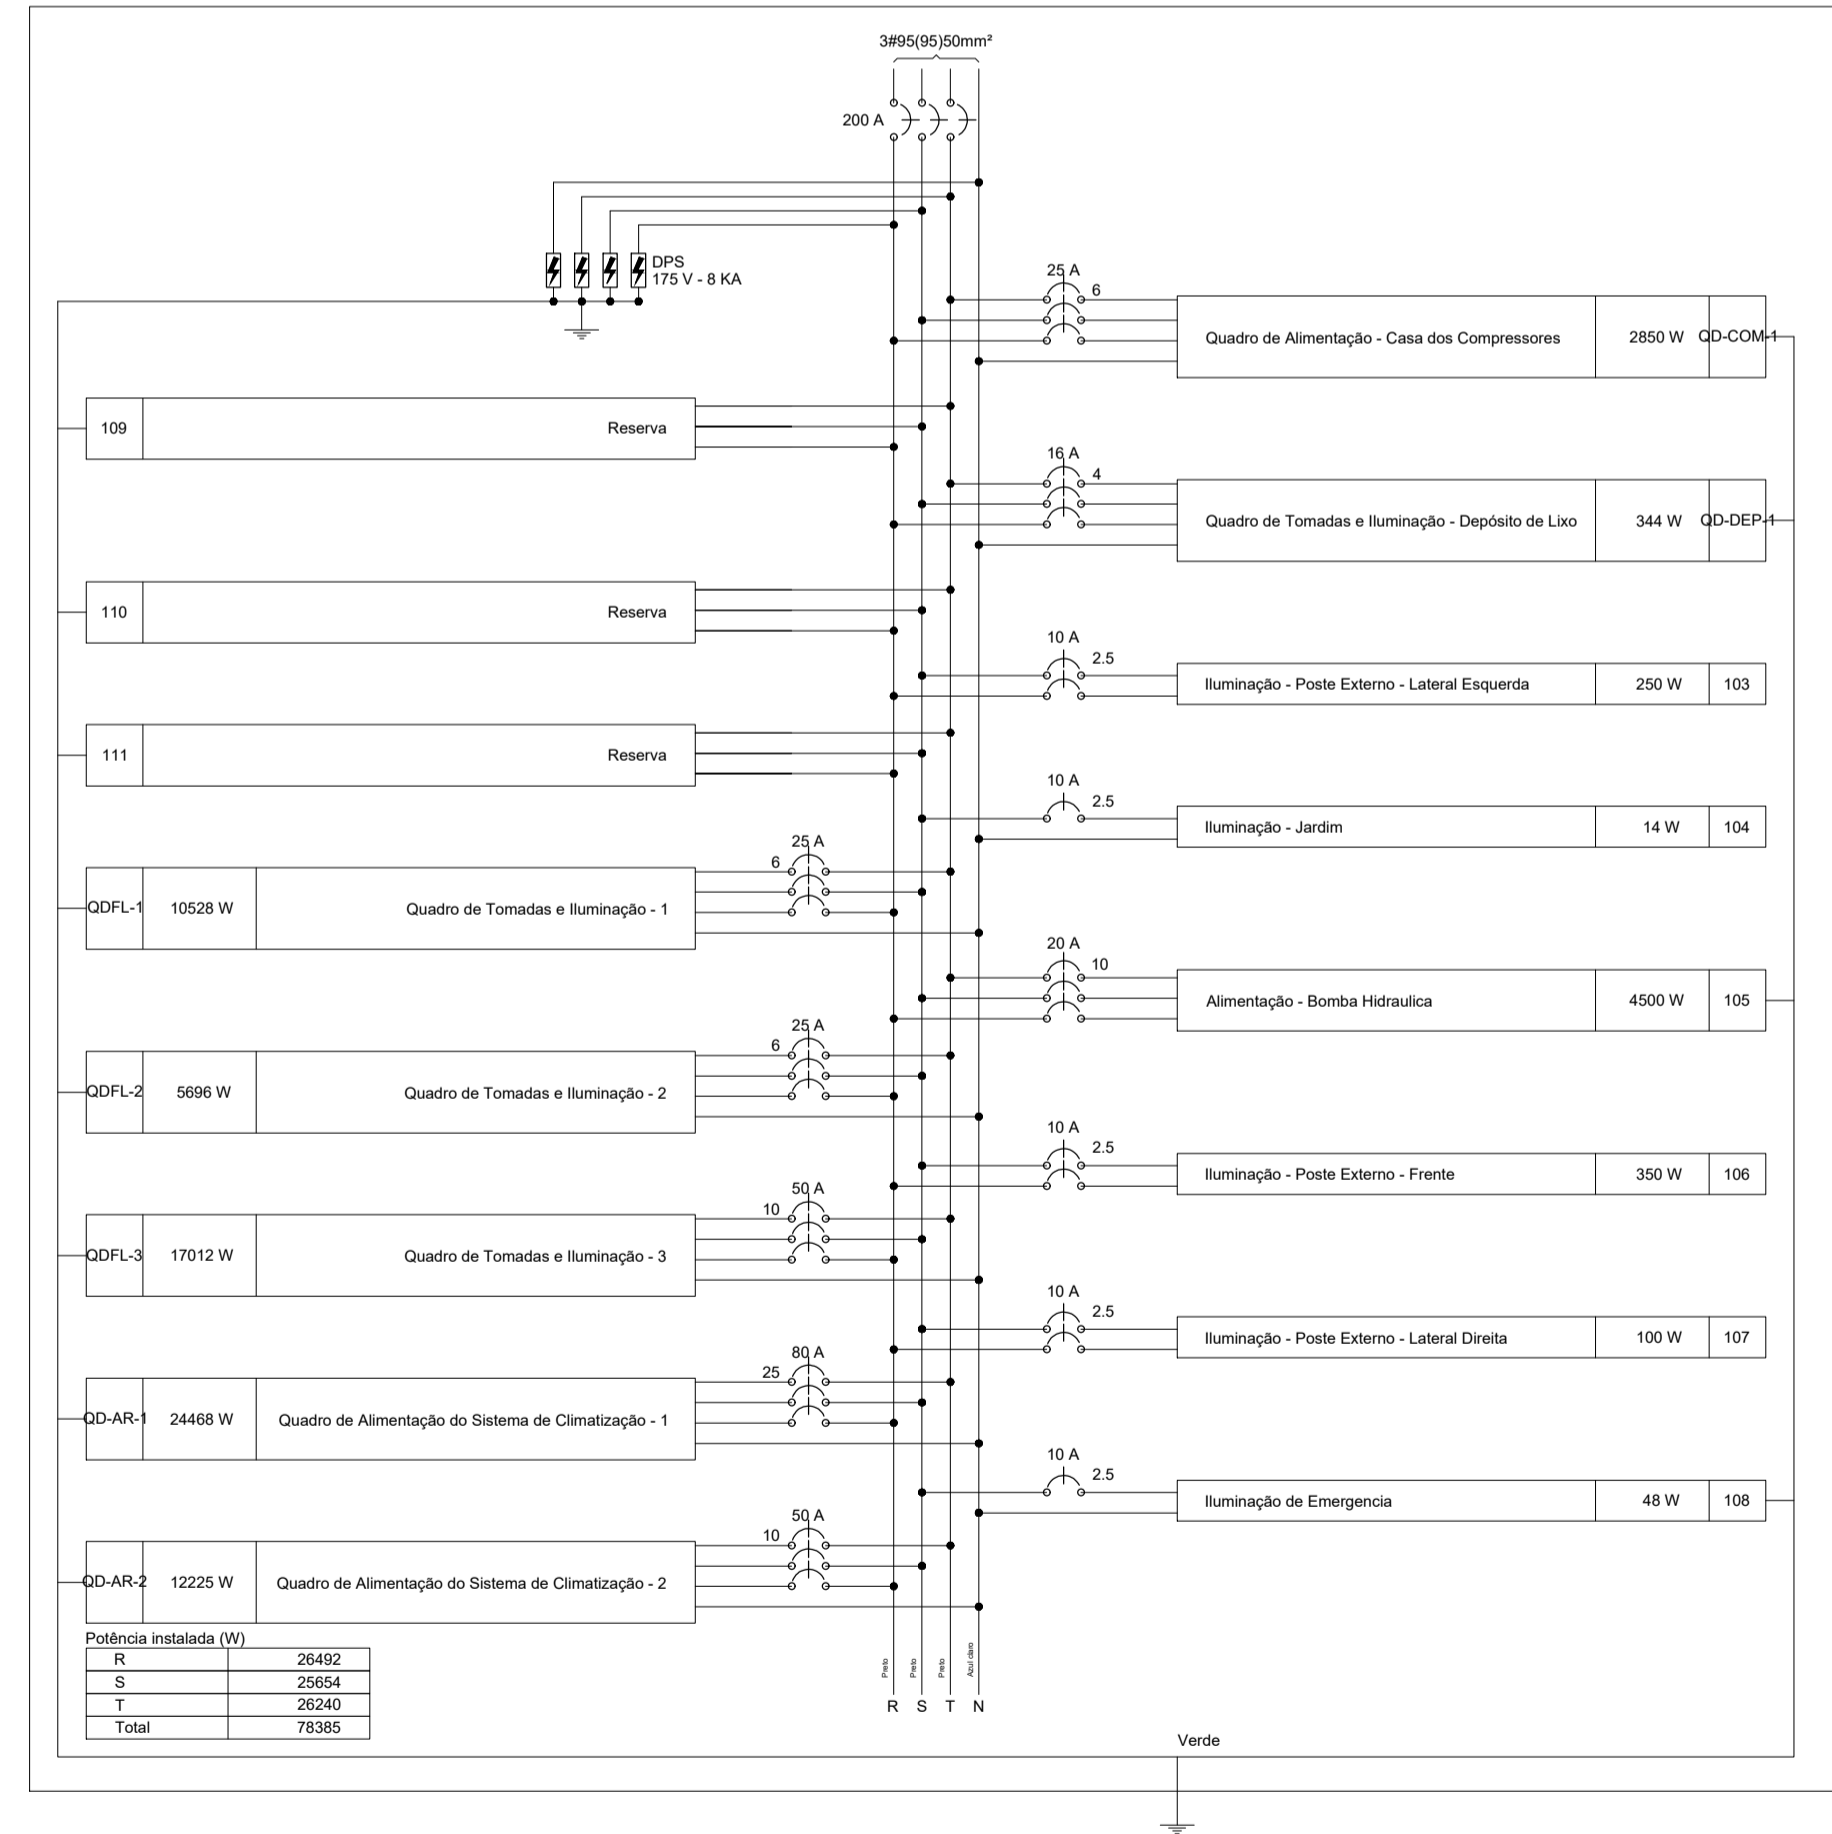 3#95(95)50mm²
200 A
DPS
175 V - 8 KA
25 A
6
Quadro de Alimentação - Casa dos Compressores 2850 W QD-COM-1
109 Reserva
16 A
4
Quadro de Tomadas e Iluminação - Depósito de Lixo 344 W QD-DEP-1
110 Reserva
10 A
2.5
Iluminação - Poste Externo - Lateral Esquerda 250 W 103
111 Reserva
10 A
2.5
Iluminação - Jardim 14 W 104
25 A
6
QDFL-1 10528 W Quadro de Tomadas e Iluminação - 1
20 A
10
Alimentação - Bomba Hidraulica 4500 W 105
25 A
6
QDFL-2 5696 W Quadro de Tomadas e Iluminação - 2
10 A
2.5
Iluminação - Poste Externo - Frente 350 W 106
50 A
10
QDFL-3 17012 W Quadro de Tomadas e Iluminação - 3
10 A
2.5
Iluminação - Poste Externo - Lateral Direita 100 W 107
80 A
25
QD-AR-1 24468 W Quadro de Alimentação do Sistema de Climatização - 1
10 A
2.5
Iluminação de Emergencia 48 W 108
50 A
10
QD-AR-2 12225 W Quadro de Alimentação do Sistema de Climatização - 2
Potência instalada (W)
R 26492
S 25654
T 26240
Total 78385
Preto Preto Preto Azul claro
R S T N
Verde